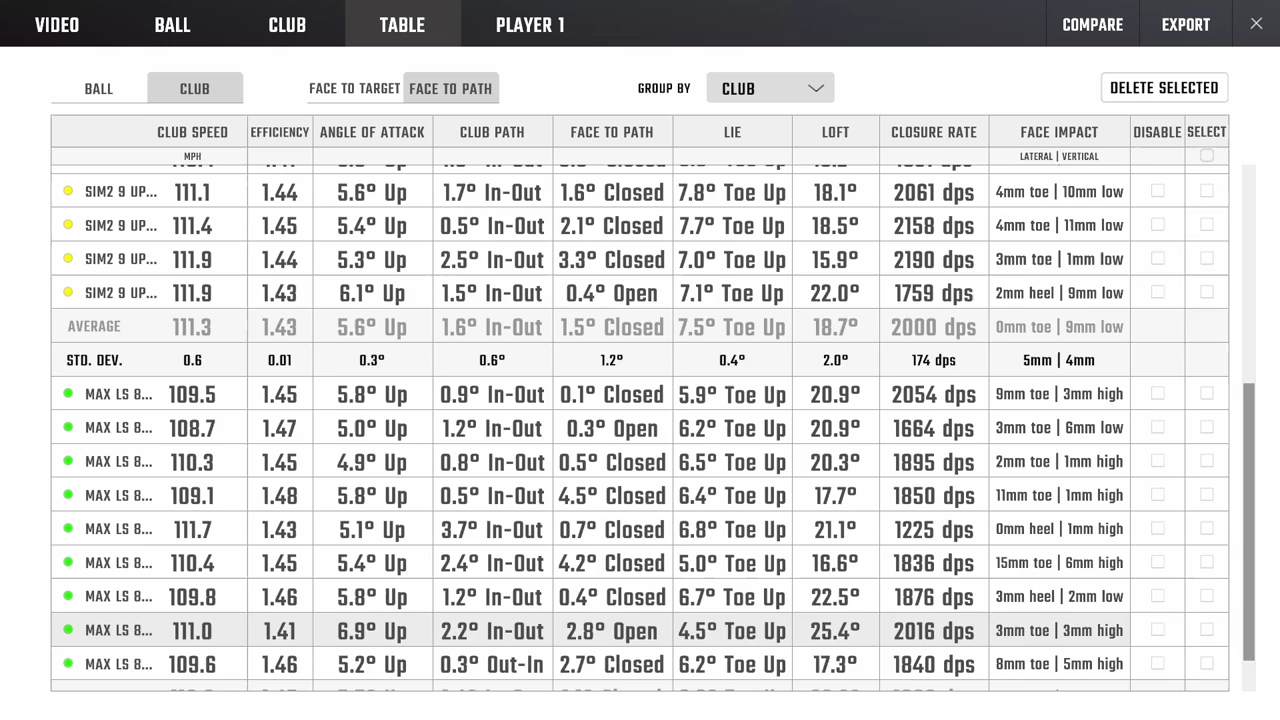 VIDEO BALL CLUB TABLE PLAYER 1 COMPARE EXPORT
BALL CLUB FACE TO TARGET FACE TO PATH GROUP BY CLUB DELETE SELECTED
CLUB SPEED EFFICIENCY ANGLE OF ATTACK CLUB PATH FACE TO PATH LIE LOFT CLOSURE RATE FACE IMPACT DISABLE SELECT
MPH LATERAL | VERTICAL
SIM2 9 UP... 111.1 1.44 5.6° Up 1.7° In-Out 1.6° Closed 7.8° Toe Up 18.1° 2061 dps 4mm toe | 10mm low
SIM2 9 UP... 111.4 1.45 5.4° Up 0.5° In-Out 2.1° Closed 7.7° Toe Up 18.5° 2158 dps 4mm toe | 11mm low
SIM2 9 UP... 111.9 1.44 5.3° Up 2.5° In-Out 3.3° Closed 7.0° Toe Up 15.9° 2190 dps 3mm toe | 1mm low
SIM2 9 UP... 111.9 1.43 6.1° Up 1.5° In-Out 0.4° Open 7.1° Toe Up 22.0° 1759 dps 2mm heel | 9mm low
AVERAGE 111.3 1.43 5.6° Up 1.6° In-Out 1.5° Closed 7.5° Toe Up 18.7° 2000 dps 0mm toe | 9mm low
STD. DEV. 0.6 0.01 0.3° 0.6° 1.2° 0.4° 2.0° 174 dps 5mm | 4mm
MAX LS 8... 109.5 1.45 5.8° Up 0.9° In-Out 0.1° Closed 5.9° Toe Up 20.9° 2054 dps 9mm toe | 3mm high
MAX LS 8... 108.7 1.47 5.0° Up 1.2° In-Out 0.3° Open 6.2° Toe Up 20.9° 1664 dps 3mm toe | 6mm low
MAX LS 8... 110.3 1.45 4.9° Up 0.8° In-Out 0.5° Closed 6.5° Toe Up 20.3° 1895 dps 2mm toe | 1mm high
MAX LS 8... 109.1 1.48 5.8° Up 0.5° In-Out 4.5° Closed 6.4° Toe Up 17.7° 1850 dps 11mm toe | 1mm high
MAX LS 8... 111.7 1.43 5.1° Up 3.7° In-Out 0.7° Closed 6.8° Toe Up 21.1° 1225 dps 0mm heel | 1mm high
MAX LS 8... 110.4 1.45 5.4° Up 2.4° In-Out 4.2° Closed 5.0° Toe Up 16.6° 1836 dps 15mm toe | 6mm high
MAX LS 8... 109.8 1.46 5.8° Up 1.2° In-Out 0.4° Closed 6.7° Toe Up 22.5° 1876 dps 3mm heel | 2mm low
MAX LS 8... 111.0 1.41 6.9° Up 2.2° In-Out 2.8° Open 4.5° Toe Up 25.4° 2016 dps 3mm toe | 3mm high
MAX LS 8... 109.6 1.46 5.2° Up 0.3° Out-In 2.7° Closed 6.2° Toe Up 17.3° 1840 dps 8mm toe | 5mm high